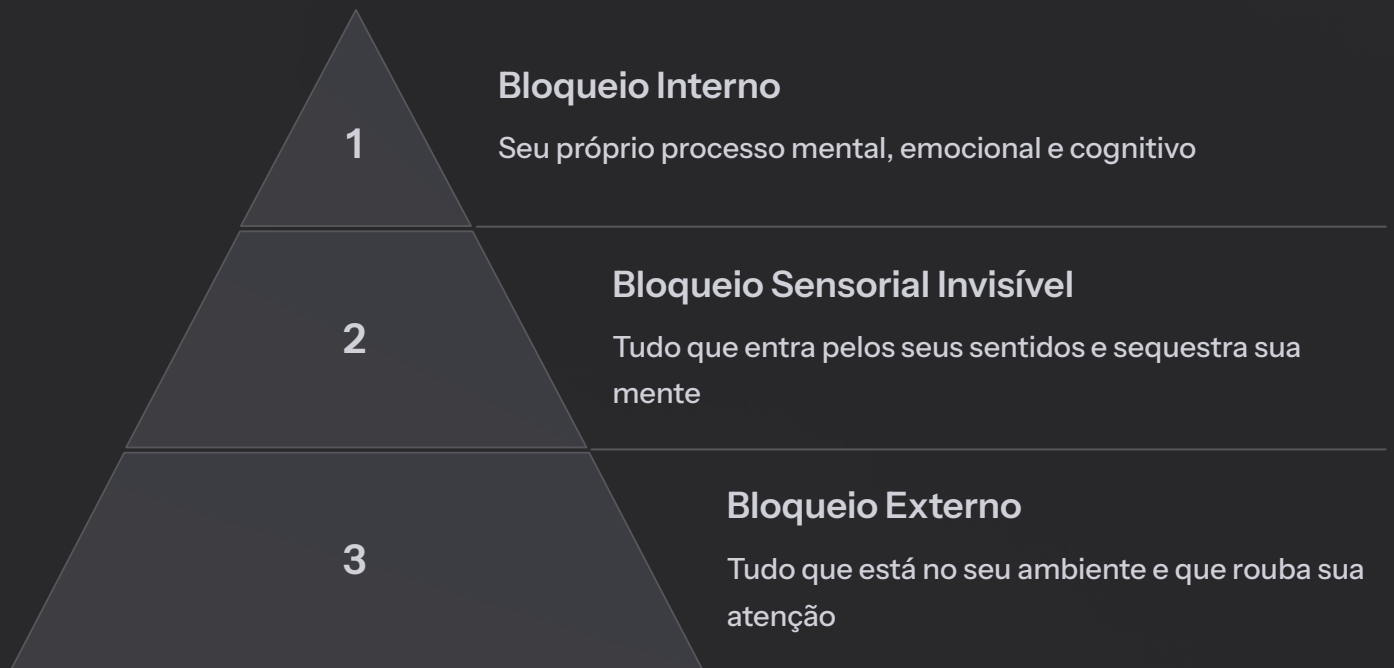 1
Bloqueio Interno
Seu próprio processo mental, emocional e cognitivo
2
Bloqueio Sensorial Invisível
Tudo que entra pelos seus sentidos e sequestra sua
mente
3
Bloqueio Externo
Tudo que está no seu ambiente e que rouba sua
atenção